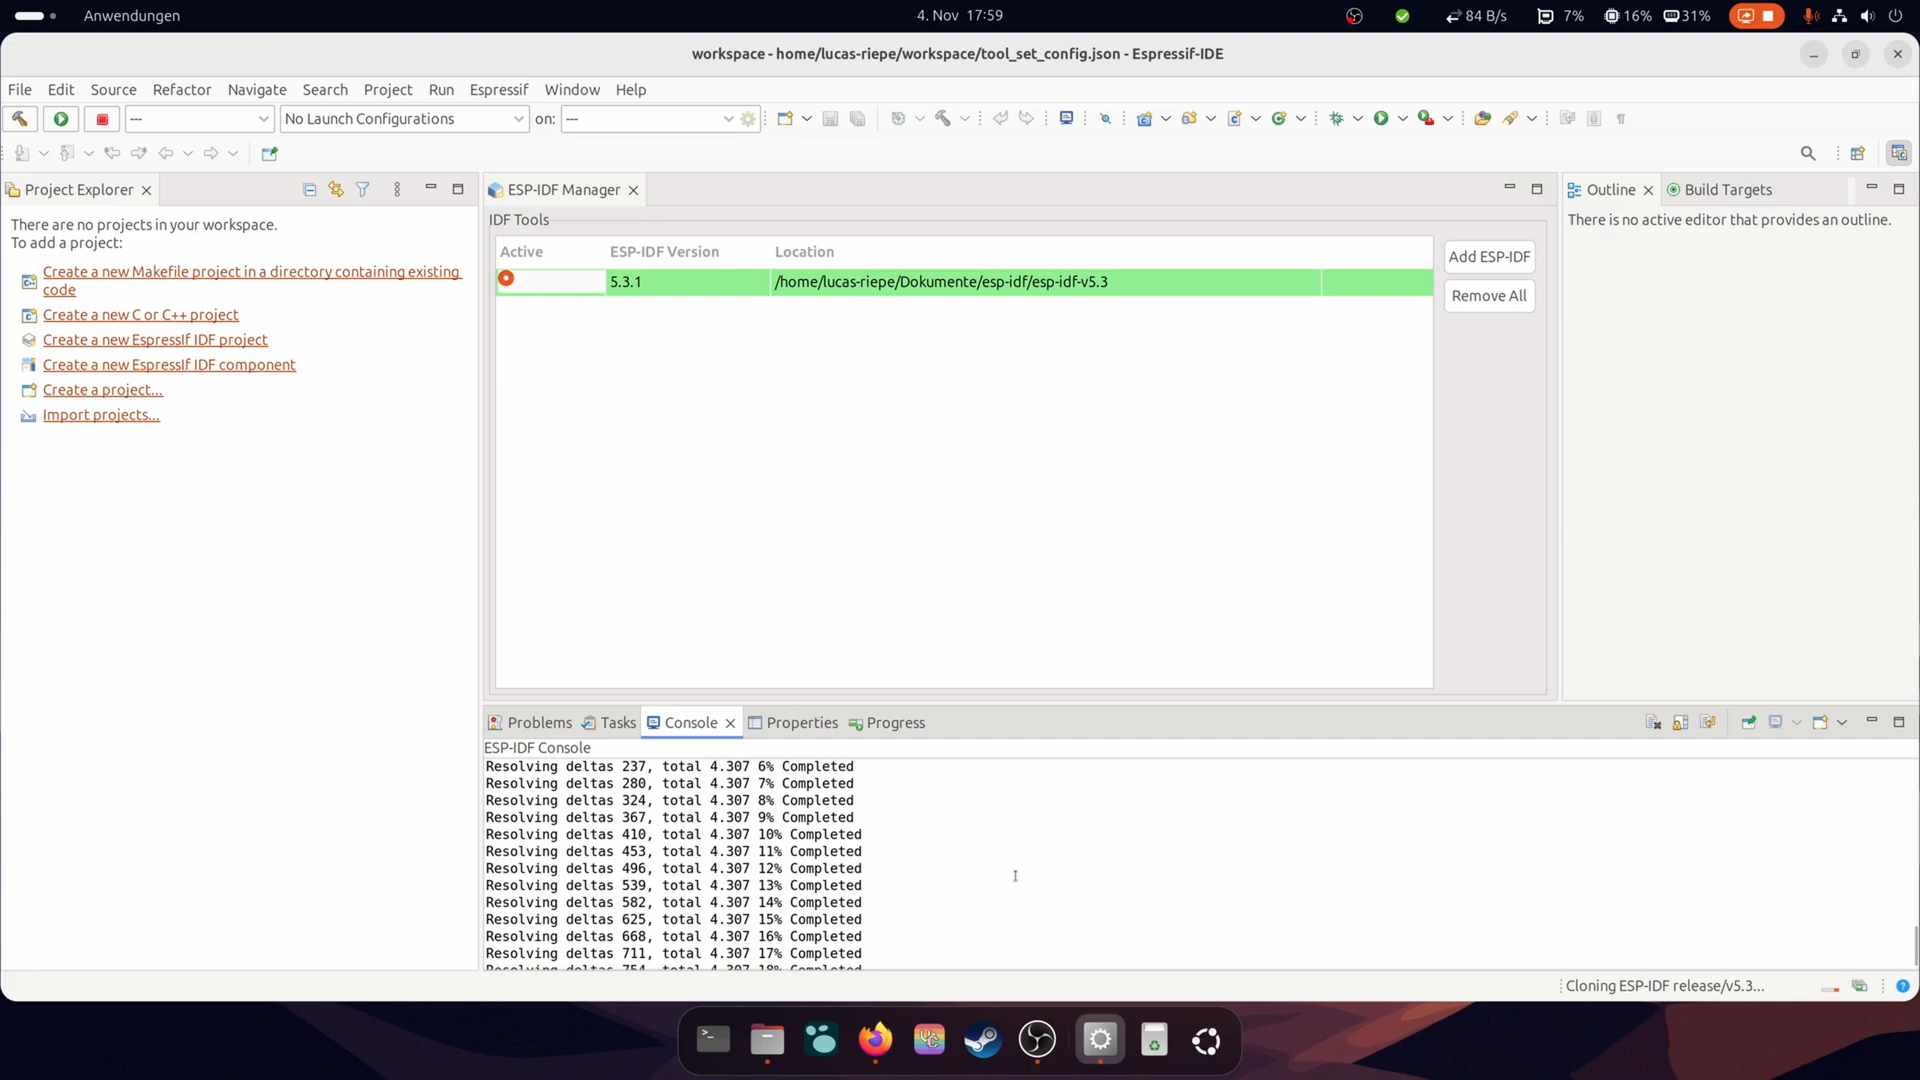 Anwendungen
4. Nov 17:59
84 B/s
7%
16%
31%
workspace - home/lucas-riepe/workspace/tool_set_config.json - Espressif-IDE
File Edit Source Refactor Navigate Search Project Run Espressif Window Help
---
No Launch Configurations
on:
---
Project Explorer
There are no projects in your workspace.
To add a project:
Create a new Makefile project in a directory containing existing
code
Create a new C or C++ project
Create a new EspressIf IDF project
Create a new EspressIf IDF component
Create a project...
Import projects...
ESP-IDF Manager
IDF Tools
Active ESP-IDF Version Location
5.3.1 /home/lucas-riepe/Dokumente/esp-idf/esp-idf-v5.3
Add ESP-IDF
Remove All
Outline
Build Targets
There is no active editor that provides an outline.
Problems Tasks Console Properties Progress
ESP-IDF Console
Resolving deltas 237, total 4.307 6% Completed
Resolving deltas 280, total 4.307 7% Completed
Resolving deltas 324, total 4.307 8% Completed
Resolving deltas 367, total 4.307 9% Completed
Resolving deltas 410, total 4.307 10% Completed
Resolving deltas 453, total 4.307 11% Completed
Resolving deltas 496, total 4.307 12% Completed
Resolving deltas 539, total 4.307 13% Completed
Resolving deltas 582, total 4.307 14% Completed
Resolving deltas 625, total 4.307 15% Completed
Resolving deltas 668, total 4.307 16% Completed
Resolving deltas 711, total 4.307 17% Completed
Resolving deltas 754, total 4.307 18% Completed
Cloning ESP-IDF release/v5.3...